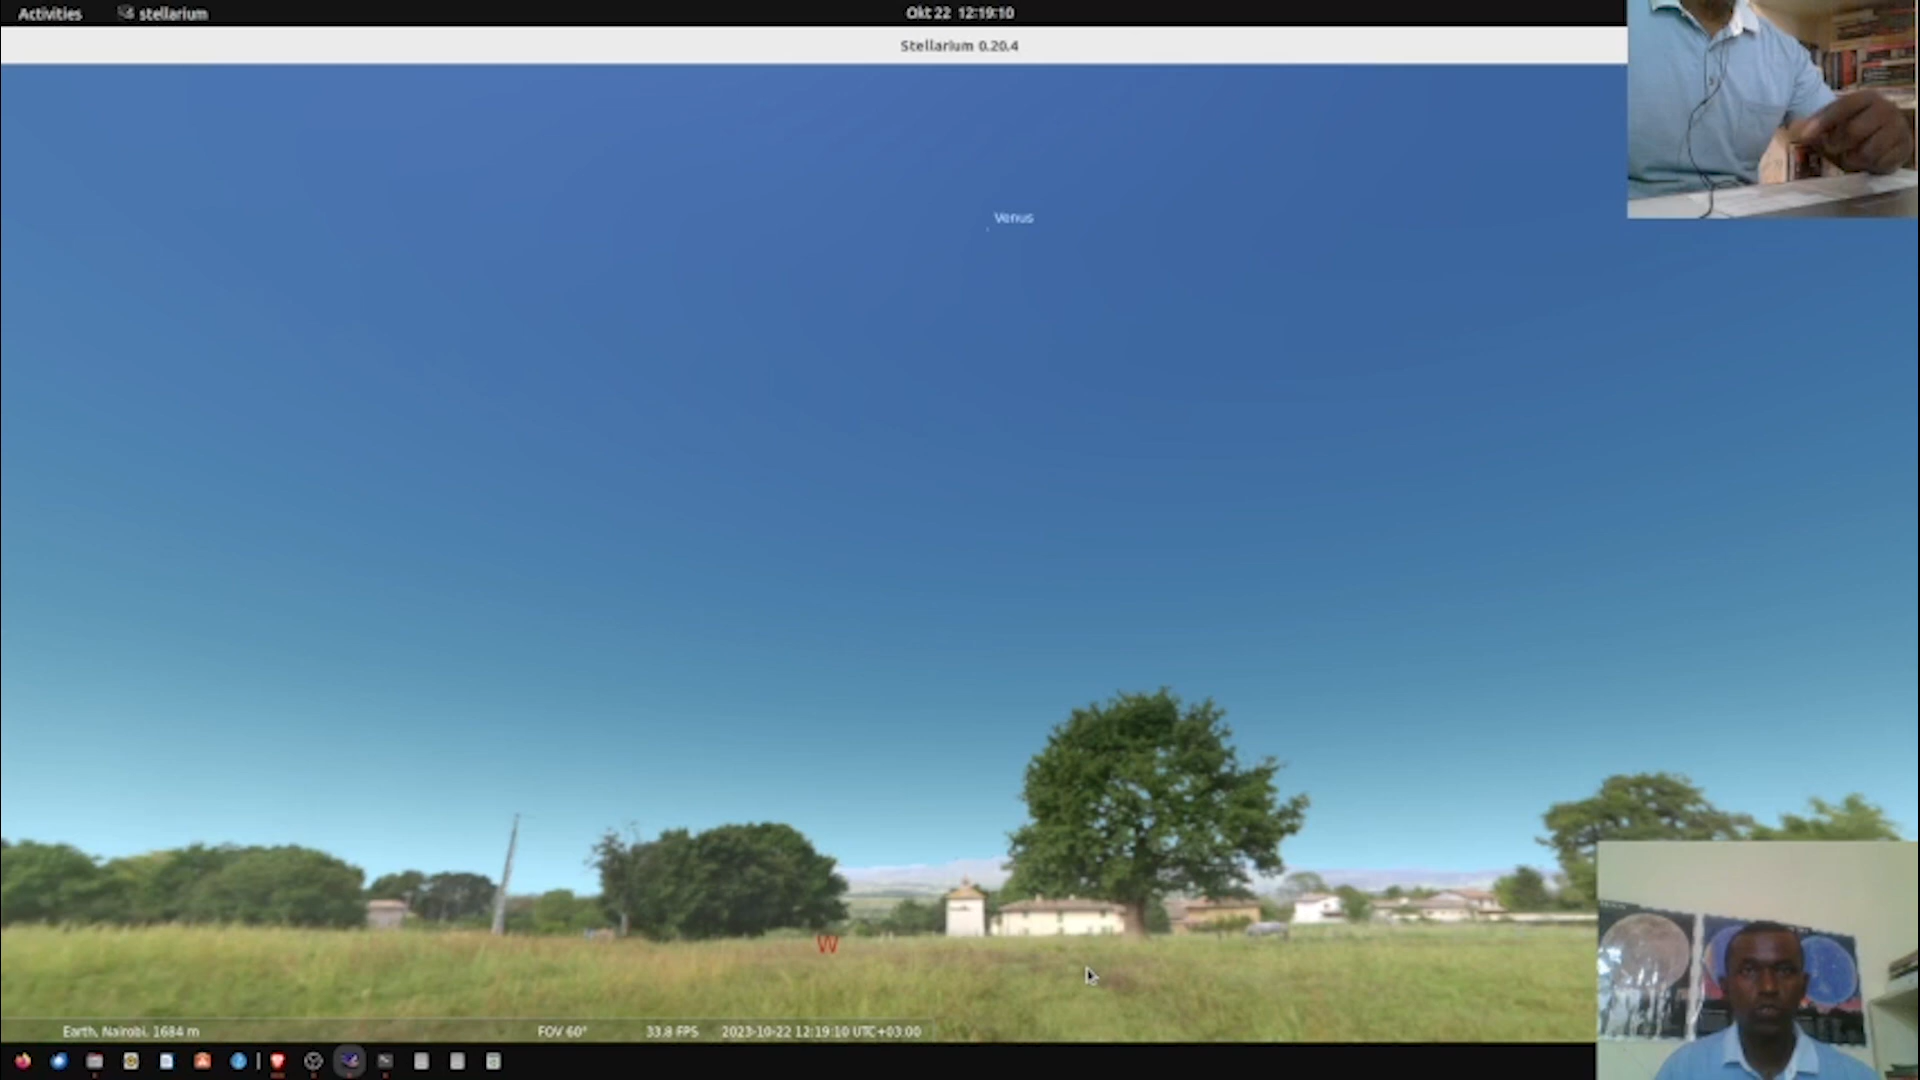 Activities
stellarium
Okt 22 12:19:10
Stellarium 0.20.4
Venus
W
Earth, Nairobi, 1684 m
FOV 60°
33.8 FPS
2023-10-22 12:19:10 UTC+03:00